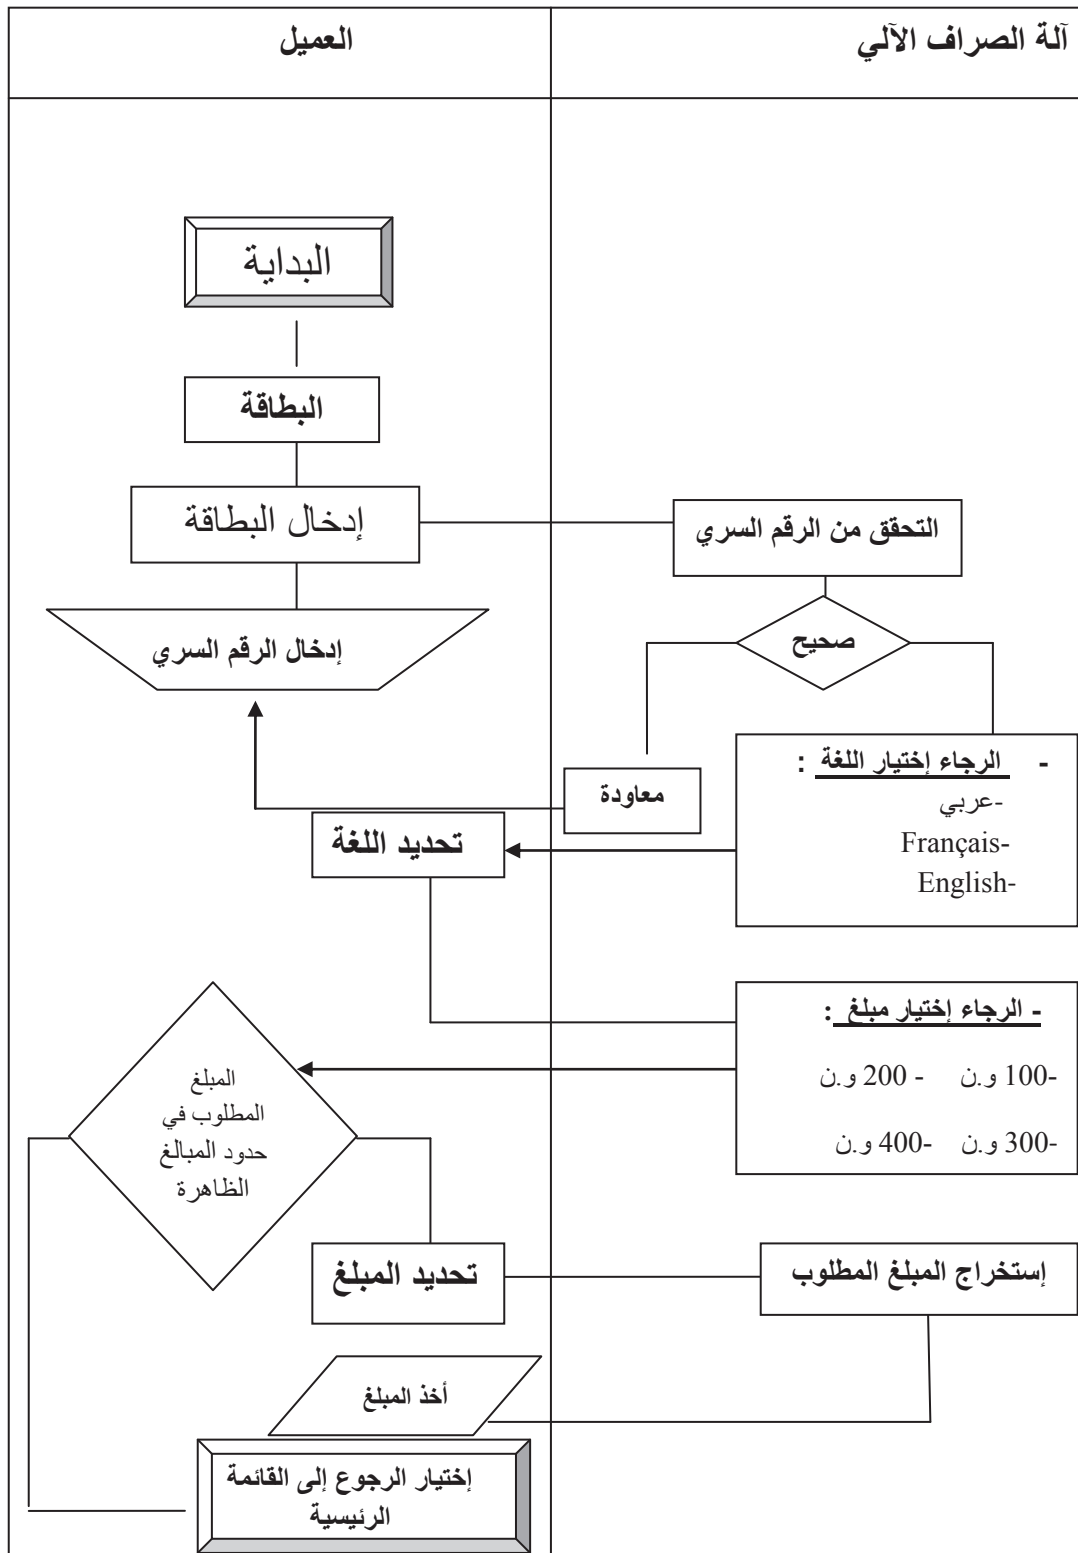 آلة الصراف الآلي
العميل
البداية
البطاقة
إدخال البطاقة
التحقق من الرقم السري
صحيح
إدخال الرقم السري
- الرجاء إختيار اللغة :
-عربي
Français-
English-
معاودة
تحديد اللغة
- الرجاء إختيار مبلغ :
-100 و.ن - 200 و.ن
-300 و.ن -400 و.ن
المبلغ
المطلوب في
حدود المبالغ
الظاهرة
تحديد المبلغ
إستخراج المبلغ المطلوب
أخذ المبلغ
إختيار الرجوع إلى القائمة
الرئيسية